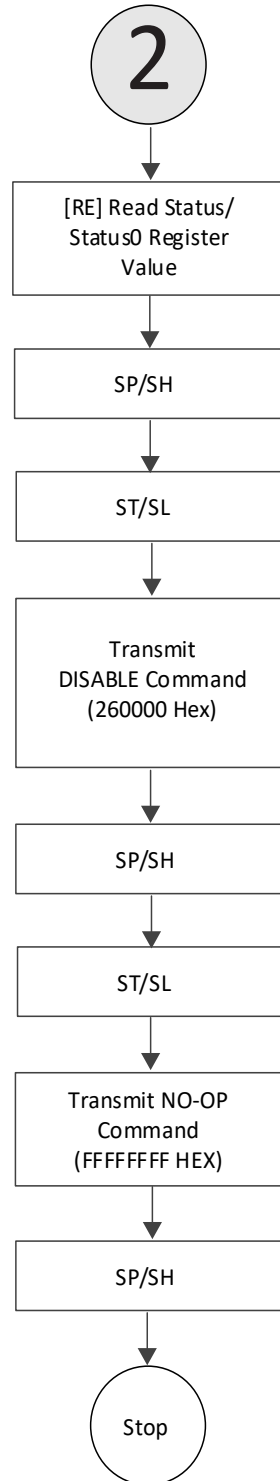 2
[RE] Read Status/
Status0 Register
Value
SP/SH
ST/SL
Transmit
DISABLE Command
(260000 Hex)
SP/SH
ST/SL
Transmit NO-OP
Command
(FFFFFFFF HEX)
SP/SH
Stop